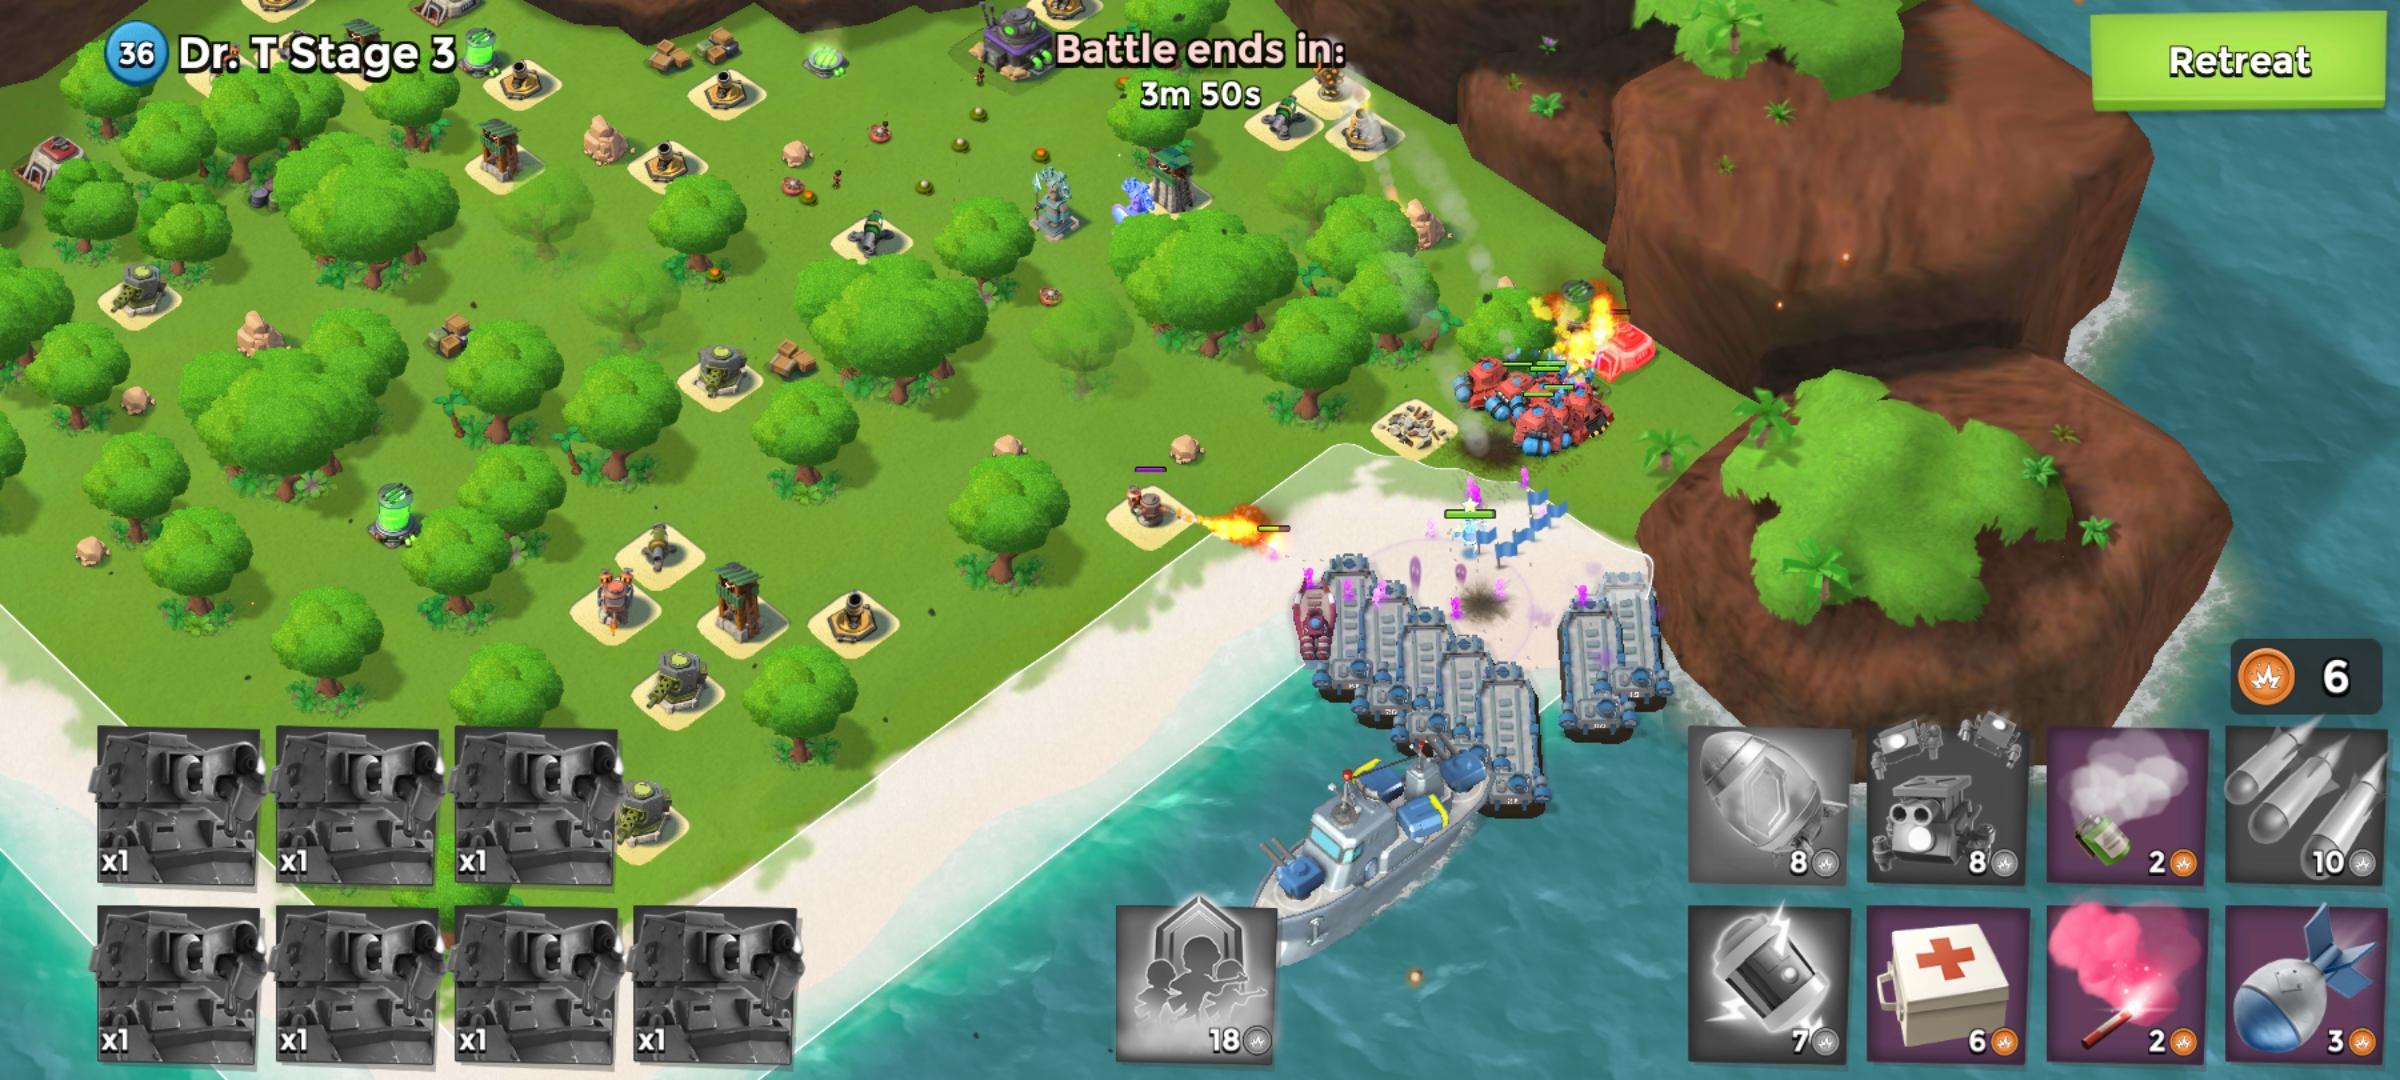 36 Dr. T Stage 3
Battle ends in:
3m 50s
Retreat
6
x1 x1 x1
x1 x1 x1 x1
18
8 8 2 10
7 6 2 3